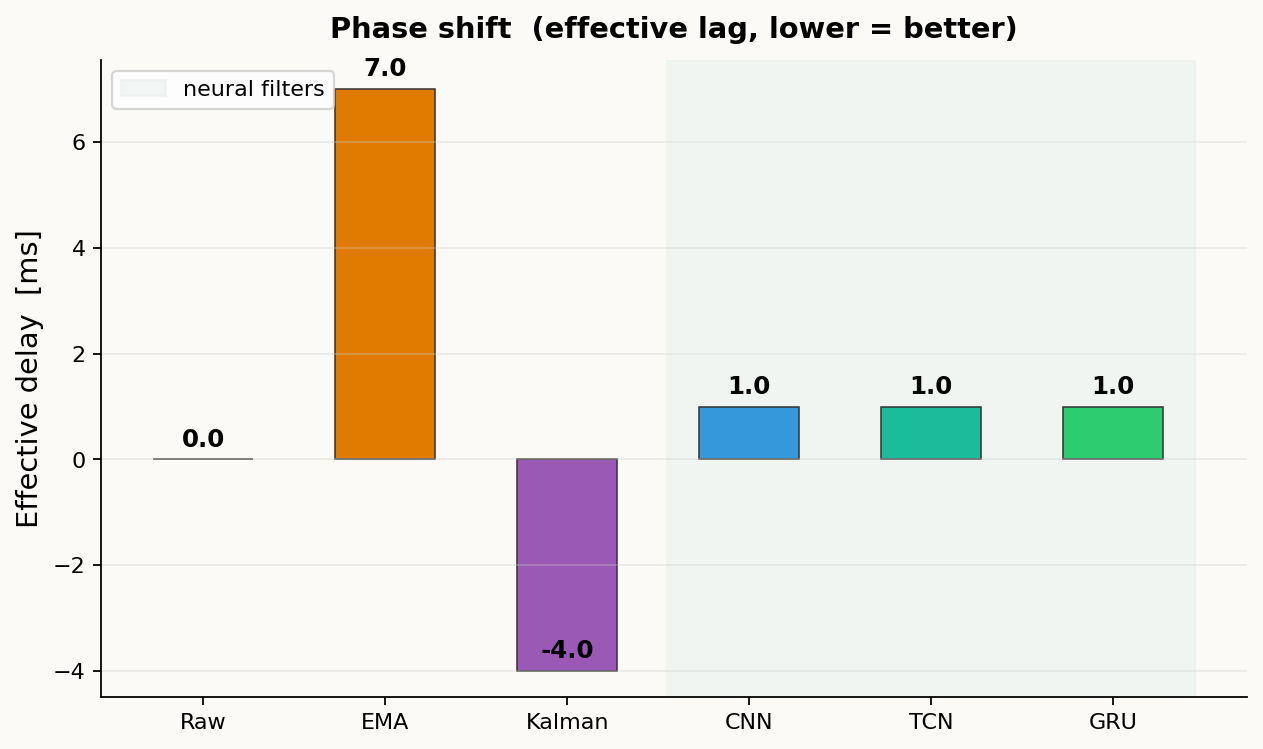 Phase shift  (effective lag, lower = better)
neural filters
7.0
6
4
2
0
−2
−4
Effective delay  [ms]
0.0
-4.0
1.0
1.0
1.0
Raw
EMA
Kalman
CNN
TCN
GRU